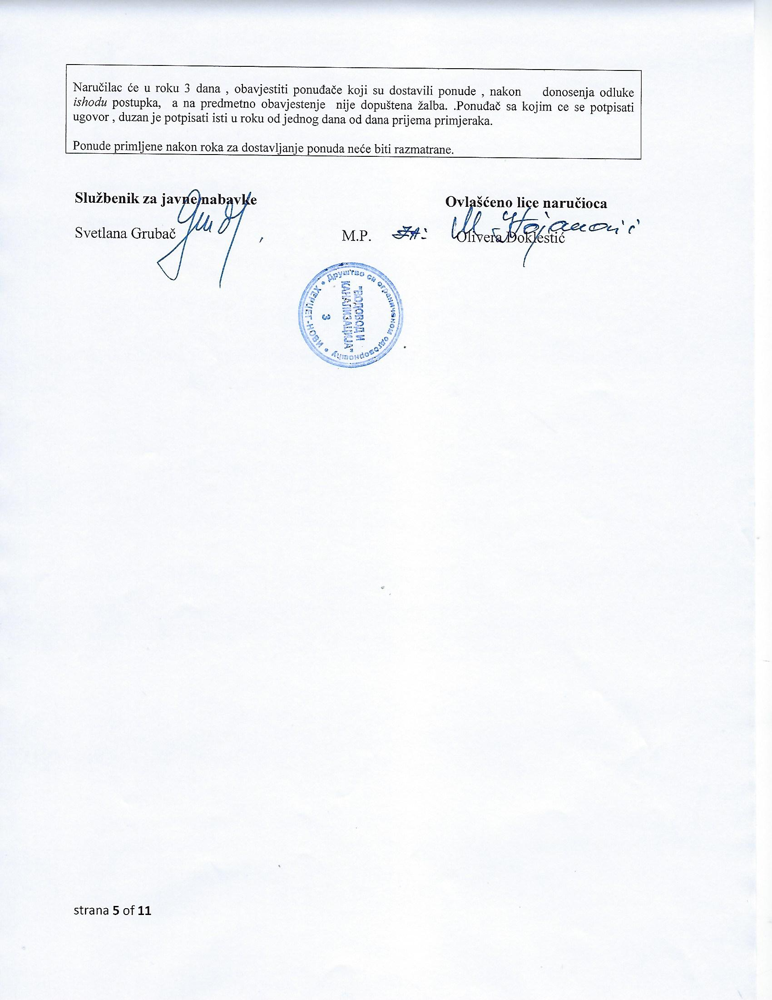 Naručilac će u roku 3 dana , obavjestiti ponuđače koji su dostavili ponude , nakon donosenja odluke
ishodu postupka, a na predmetno obavjestenje nije dopuštena žalba. .Ponuđač sa kojim ce se potpisati
ugovor , duzan je potpisati isti u roku od jednog dana od dana prijema primjeraka.
Ponude primljene nakon roka za dostavljanje ponuda neće biti razmatrane.
Službenik za javne nabavke
Ovlašćeno lice naručioca
Svetlana Grubač
M.P.
ZA:
M. Stojanović
Olivera Doklestić
Друштво са ограниченом одговорношћу
"ВОДОВОД И
КАНАЛИЗАЦИЈА"
3
ХЕРЦЕГ-НОВИ
strana 5 of 11